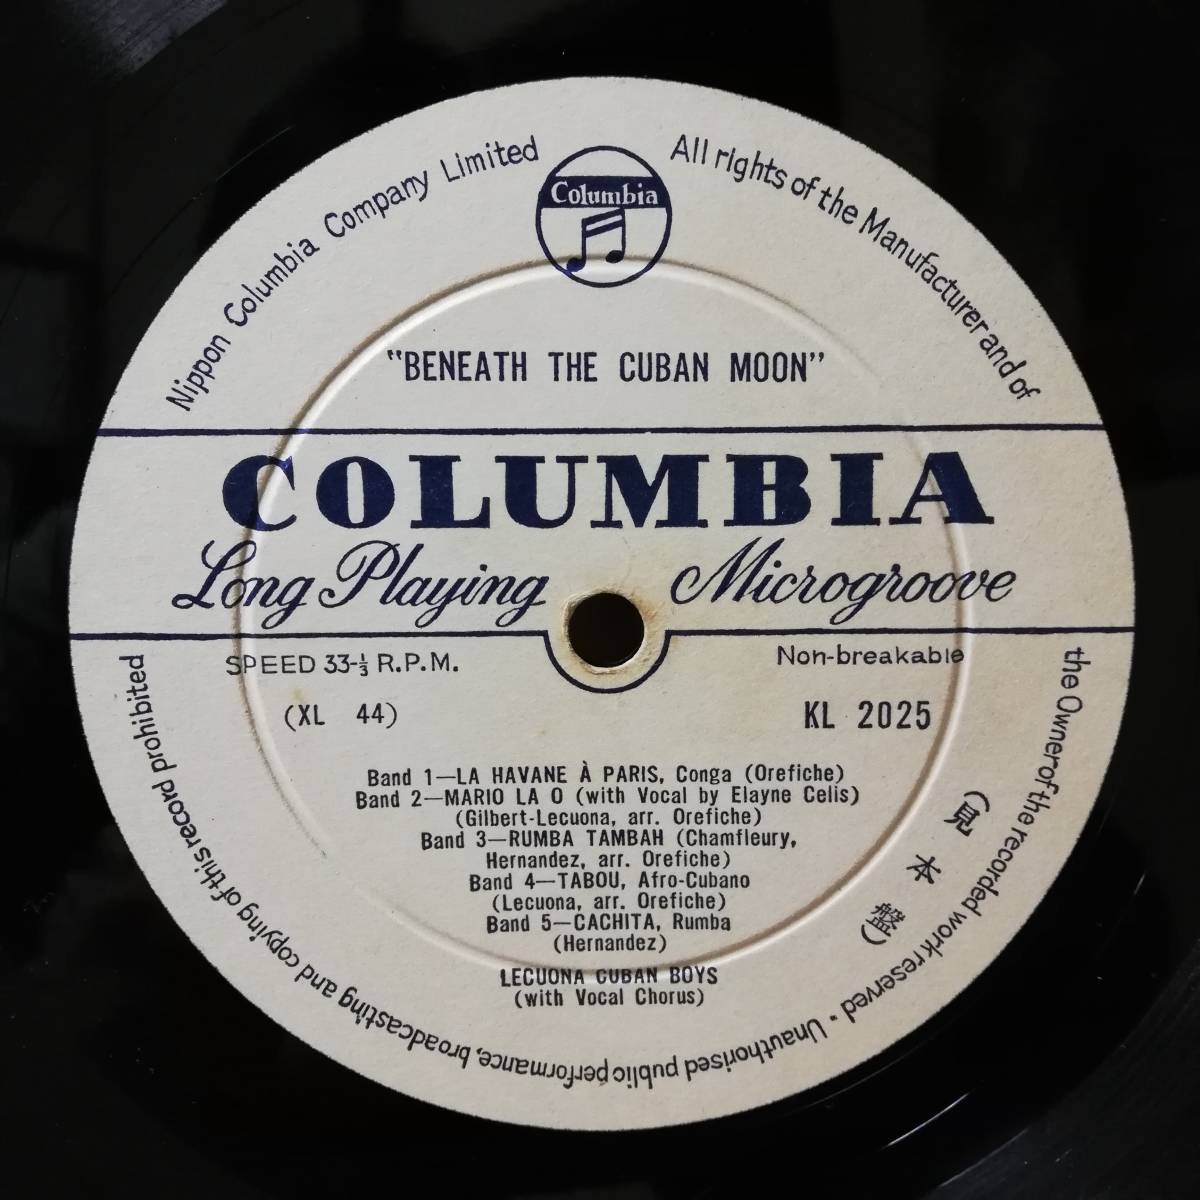 Nippon Columbia Company Limited
Columbia
All rights of the Manufacturer and of
the Owner of the recorded work reserved · Unauthorised public performance, broadcasting and copying of this record prohibited
"BENEATH THE CUBAN MOON"
COLUMBIA
Long Playing Microgroove
SPEED 33-⅓ R.P.M.
Non-breakable
(XL 44)
KL 2025
Band 1—LA HAVANE À PARIS, Conga (Orefiche)
Band 2—MARIO LA O (with Vocal by Elayne Celis)
(Gilbert-Lecuona, arr. Orefiche)
Band 3—RUMBA TAMBAH (Chamfleury,
Hernandez, arr. Orefiche)
Band 4—TABOU, Afro-Cubano
(Lecuona, arr. Orefiche)
Band 5—CACHITA, Rumba
(Hernandez)
LECUONA CUBAN BOYS
(with Vocal Chorus)
(見本盤)